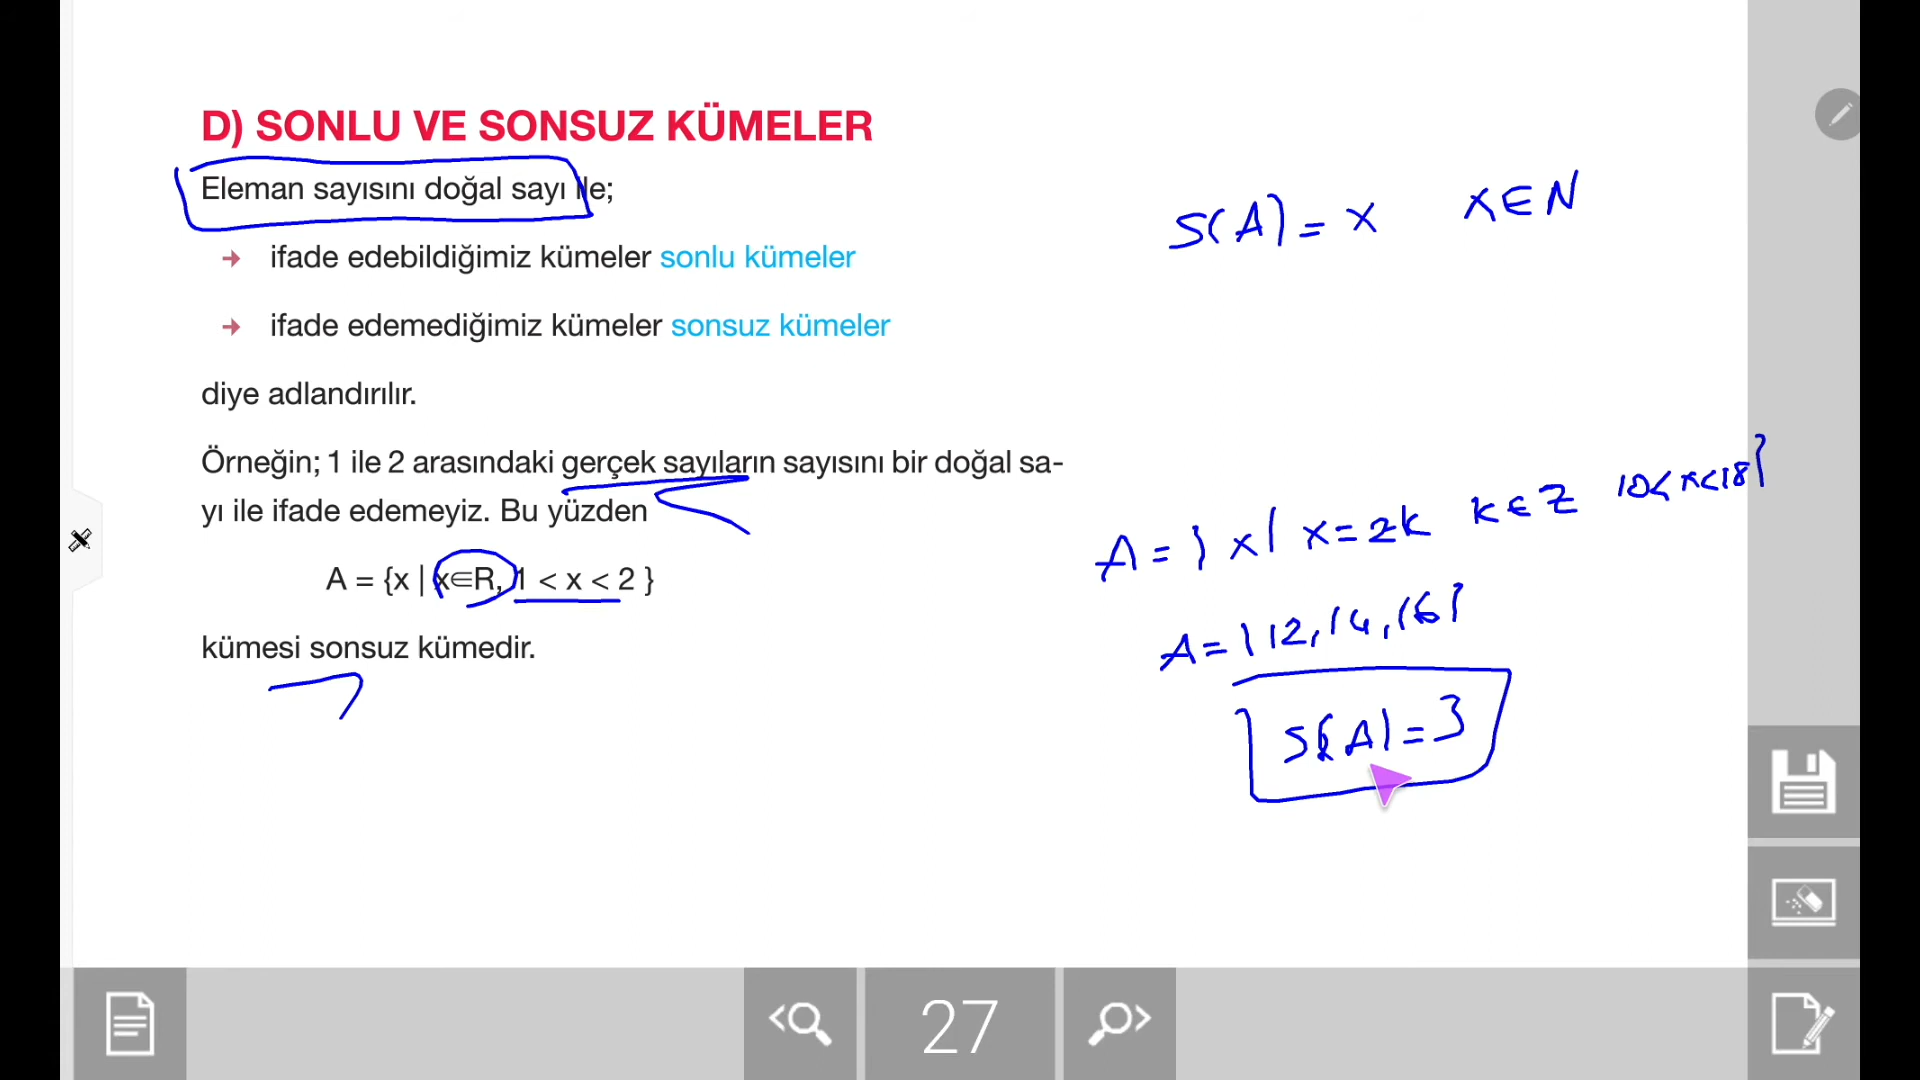 D) SONLU VE SONSUZ KÜMELER
Eleman sayısını doğal sayı ile;
→ ifade edebildiğimiz kümeler sonlu kümeler
→ ifade edemediğimiz kümeler sonsuz kümeler
diye adlandırılır.
Örneğin; 1 ile 2 arasındaki gerçek sayıların sayısını bir doğal sa-
yı ile ifade edemeyiz. Bu yüzden
A = {x | x∈R, 1 < x < 2 }
kümesi sonsuz kümedir.
S(A) = x x∈N
A = { x | x = 2k k∈Z 10<x<18}
A = {12, 14, 16}
S(A) = 3
27